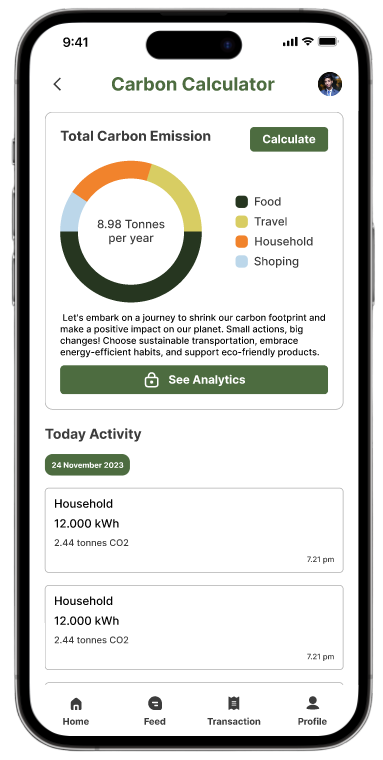 9:41
Carbon Calculator
Total Carbon Emission
Calculate
8.98 Tonnes
per year
Food
Travel
Household
Shoping
Let's embark on a journey to shrink our carbon footprint and
make a positive impact on our planet. Small actions, big
changes! Choose sustainable transportation, embrace
energy-efficient habits, and support eco-friendly products.
See Analytics
Today Activity
24 November 2023
Household
12.000 kWh
2.44 tonnes CO2
7.21 pm
Household
12.000 kWh
2.44 tonnes CO2
7.21 pm
Home
Feed
Transaction
Profile